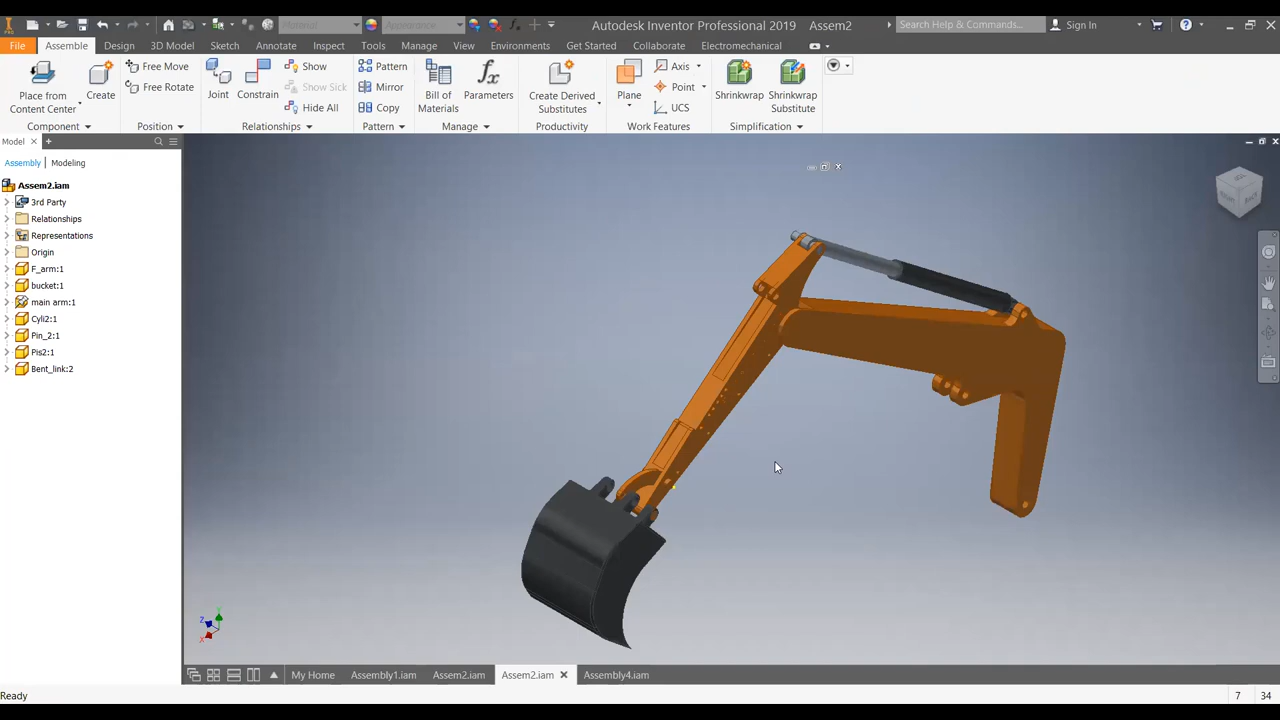 Autodesk Inventor Professional 2019 Assem2
Search Help & Commands...
Sign In
File Assemble Design 3D Model Sketch Annotate Inspect Tools Manage View Environments Get Started Collaborate Electromechanical
Place from Content Center
Create
Free Move
Free Rotate
Joint
Constrain
Show
Show Sick
Hide All
Pattern
Mirror
Copy
Bill of Materials
Parameters
Create Derived Substitutes
Plane
Axis
Point
UCS
Shrinkwrap
Shrinkwrap Substitute
Component Position Relationships Pattern Manage Productivity Work Features Simplification
Model
Assembly Modeling
Assem2.iam
3rd Party
Relationships
Representations
Origin
F_arm:1
bucket:1
main arm:1
Cyli2:1
Pin_2:1
Pis2:1
Bent_link:2
Y
Z
X
My Home Assembly1.iam Assem2.iam Assem2.iam Assembly4.iam
Ready
7 34